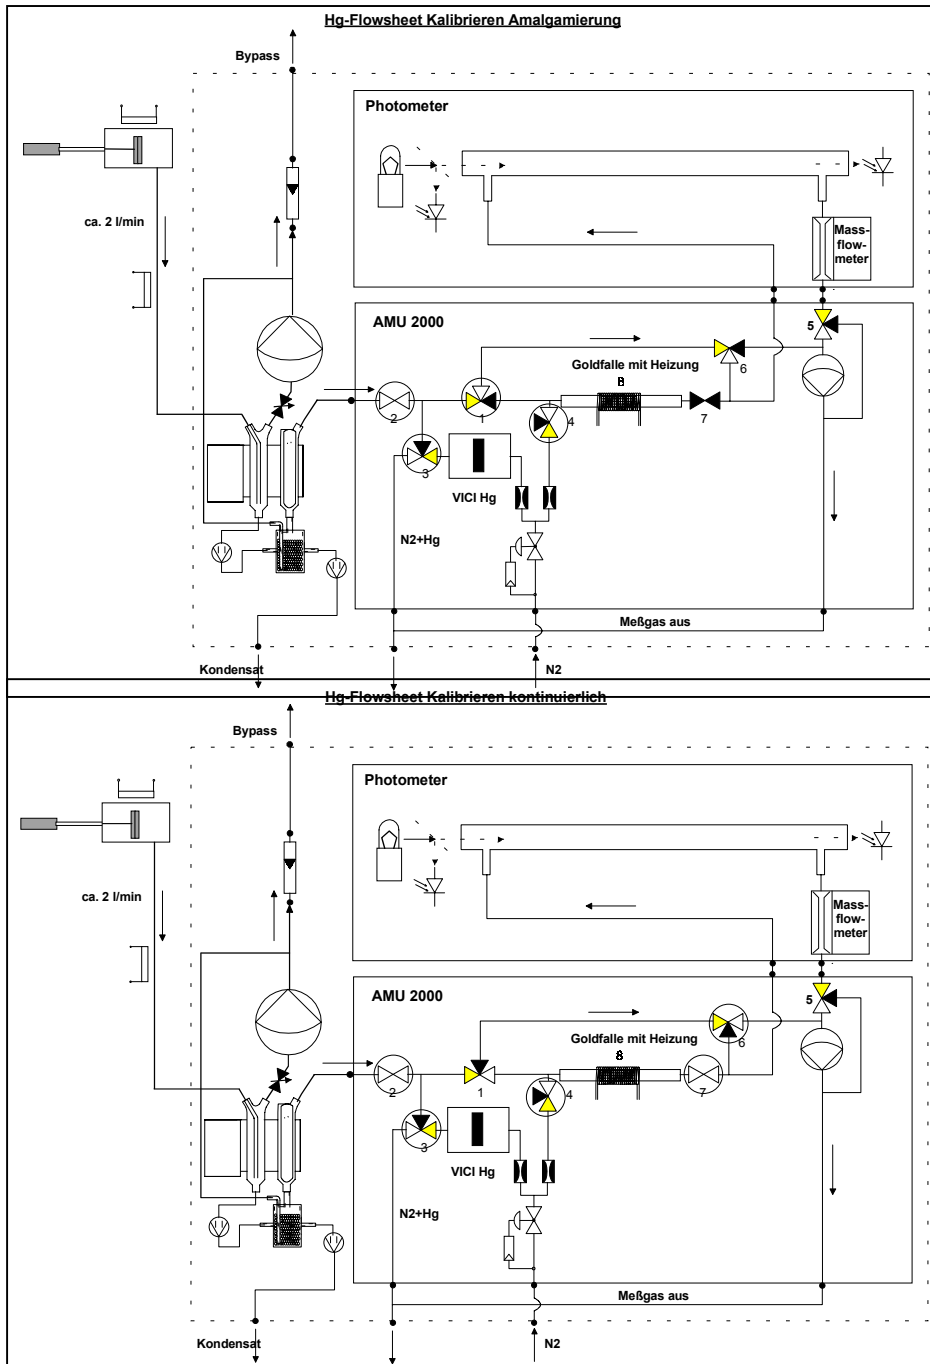 Hg-Flowsheet Kalibrieren Amalgamierung
Bypass
Photometer
ca. 2 l/min
Mass-
flow-
meter
AMU 2000
5
Goldfalle mit Heizung
6
8
2
1
4
7
3
VICI Hg
N2+Hg
Meßgas aus
Kondensat
N2
Hg-Flowsheet Kalibrieren kontinuierlich
Bypass
Photometer
ca. 2 l/min
Mass-
flow-
meter
AMU 2000
5
Goldfalle mit Heizung
6
8
2
1
4
7
3
VICI Hg
N2+Hg
Meßgas aus
Kondensat
N2